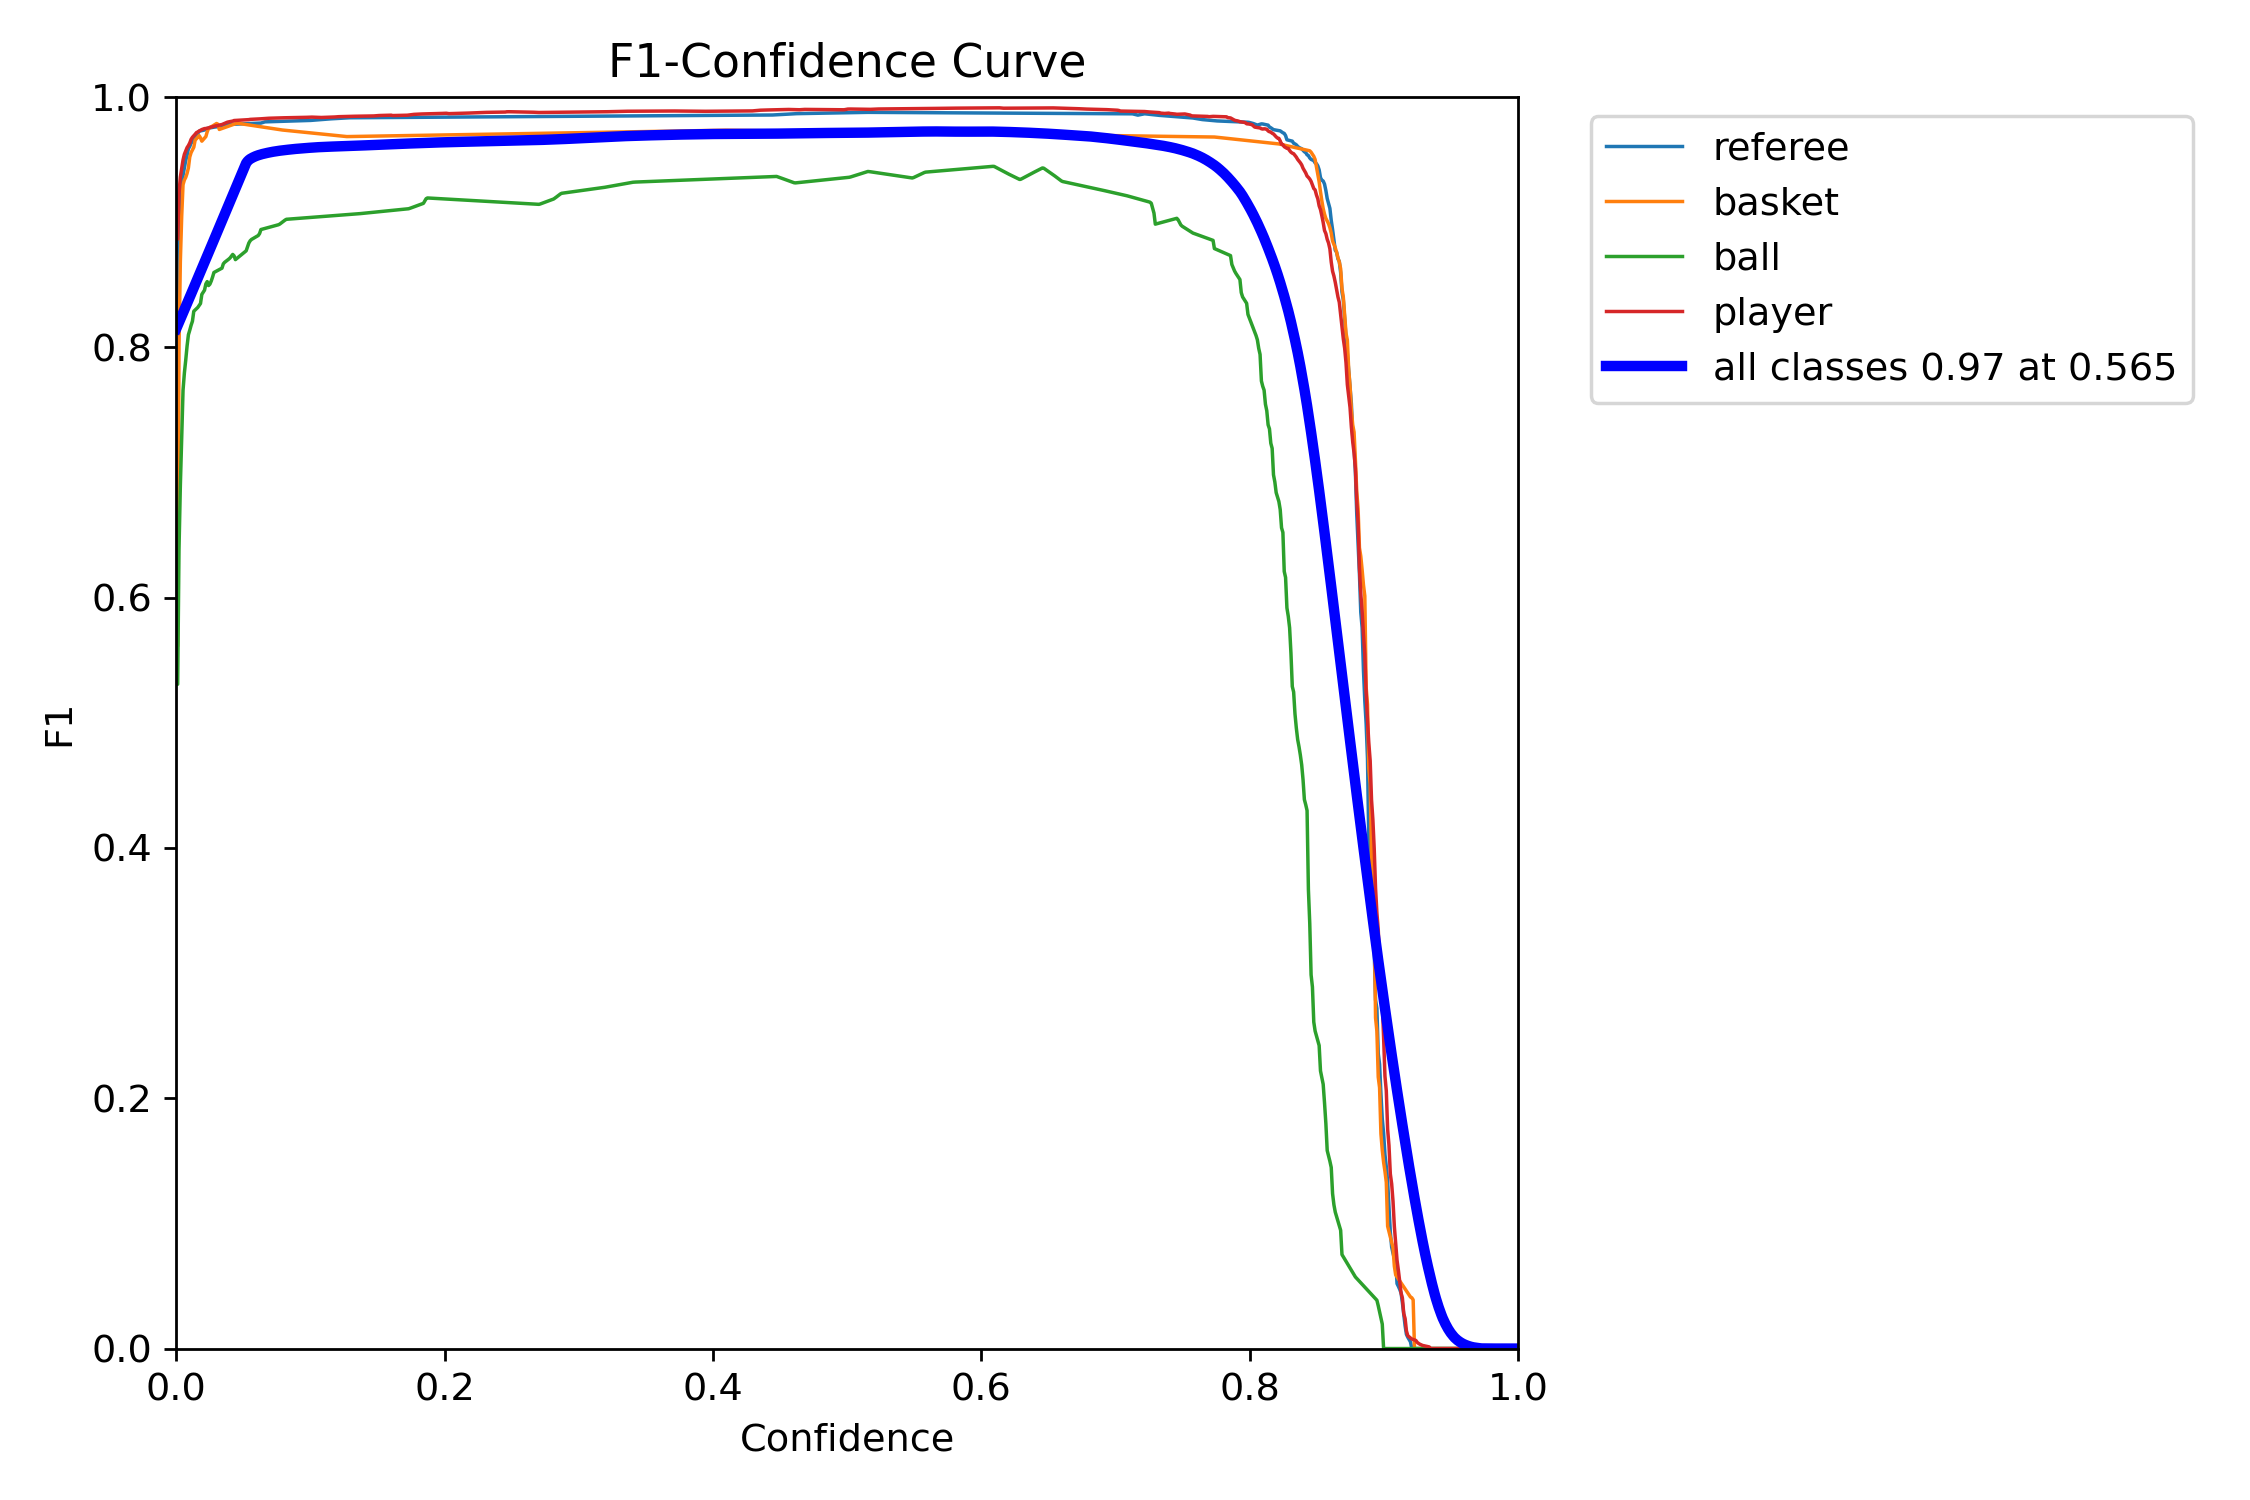 F1-Confidence Curve
1.0
0.8
0.6
0.4
0.2
0.0
F1
0.0 0.2 0.4 0.6 0.8 1.0
Confidence
referee
basket
ball
player
all classes 0.97 at 0.565